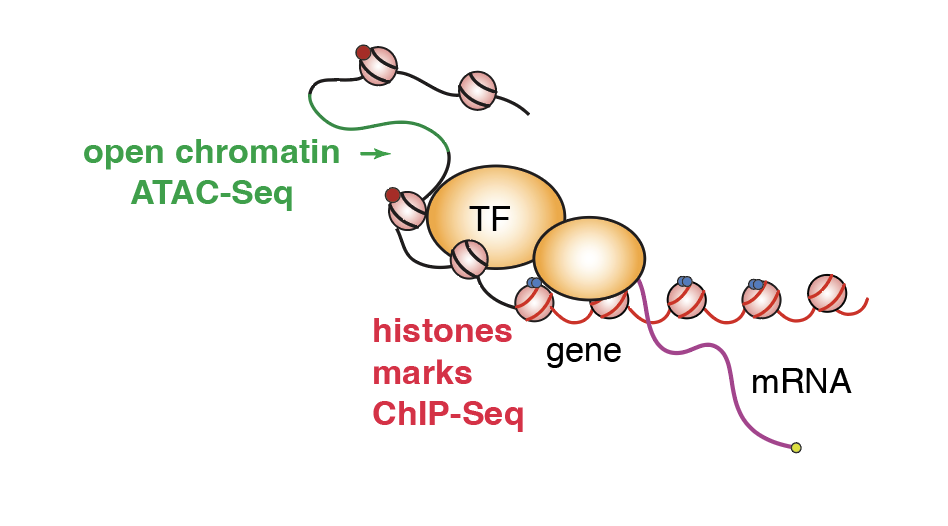 open chromatin
ATAC-Seq
TF
histones
marks
ChIP-Seq
gene
mRNA